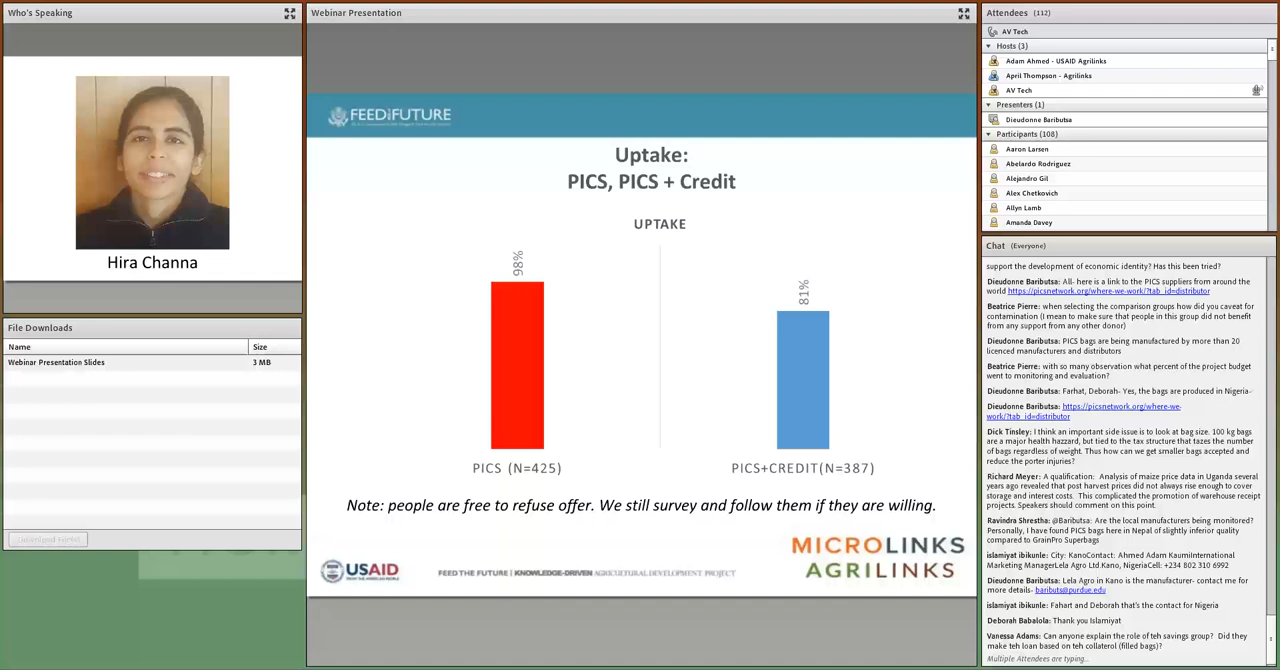 Who's Speaking
Hira Channa
File Downloads
Name
Size
Webinar Presentation Slides
3 MB
Webinar Presentation
FEED THE FUTURE
Uptake:
PICS, PICS + Credit
UPTAKE
98%
81%
PICS (N=425)
PICS+CREDIT(N=387)
Note: people are free to refuse offer. We still survey and follow them if they are willing.
USAID
FROM THE AMERICAN PEOPLE
FEED THE FUTURE | KNOWLEDGE-DRIVEN AGRICULTURAL DEVELOPMENT PROJECT
MICROLINKS
AGRILINKS
Attendees (112)
AV Tech
Hosts (3)
Adam Ahmed - USAID Agrilinks
April Thompson - Agrilinks
AV Tech
Presenters (1)
Dieudonne Baributsa
Participants (108)
Aaron Larsen
Abelardo Rodriguez
Alejandro Gil
Alex Chetkovich
Allyn Lamb
Amanda Davey
Chat (Everyone)
support the development of economic identity? Has this been tried?
Dieudonne Baributsa: All- here is a link to the PICS suppliers from around the
world https://picsnetwork.org/where-we-work/?tab_id=distributor
Beatrice Pierre: when selecting the comparison groups how did you caveat for
contamination (I mean to make sure that people in this group did not benefit
from any support from any other donor)
Dieudonne Baributsa: PICS bags are being manufactured by more than 20
licenced manufacturers and distributors
Beatrice Pierre: with so many observation what percent of the project budget
went to monitoring and evaluation?
Dieudonne Baributsa: Farhat, Deborah- Yes, the bags are produced in Nigeria-
Dieudonne Baributsa: https://picsnetwork.org/where-we-
work/?tab_id=distributor
Dick Tinsley: I think an important side issue is to look at bag size. 100 kg bags
are a major health hazzard, but tied to the tax structure that tazes the number
of bags regardless of weight. Thus how can we get smaller bags accepted and
reduce the porter injuries?
Richard Meyer: A qualification: Analysis of maize price data in Uganda several
years ago revealed that post harvest prices did not always rise enough to cover
storage and interest costs. This complicated the promotion of warehouse receipt
projects. Speakers should comment on this point.
Ravindra Shrestha: @Baributsa: Are the local manufacturers being monitored?
Personally, I have found PICS bags here in Nepal of slightly inferior quality
compared to GrainPro Superbags
islamiyat ibikunle: City: KanoContact: Ahmed Adam KaumiInternational
Marketing ManagerLela Agro Ltd.Kano, NigeriaCell: +234 802 310 6992
Dieudonne Baributsa: Lela Agro in Kano is the manufacturer- contact me for
more details- baributs@purdue.edu
islamiyat ibikunle: Fahart and Deborah that's the contact for Nigeria
Deborah Babalola: Thank you Islamiyat
Vanessa Adams: Can anyone explain the role of teh savings group? Did they
make teh loan based on teh collateral (filled bags)?
Multiple Attendees are typing...